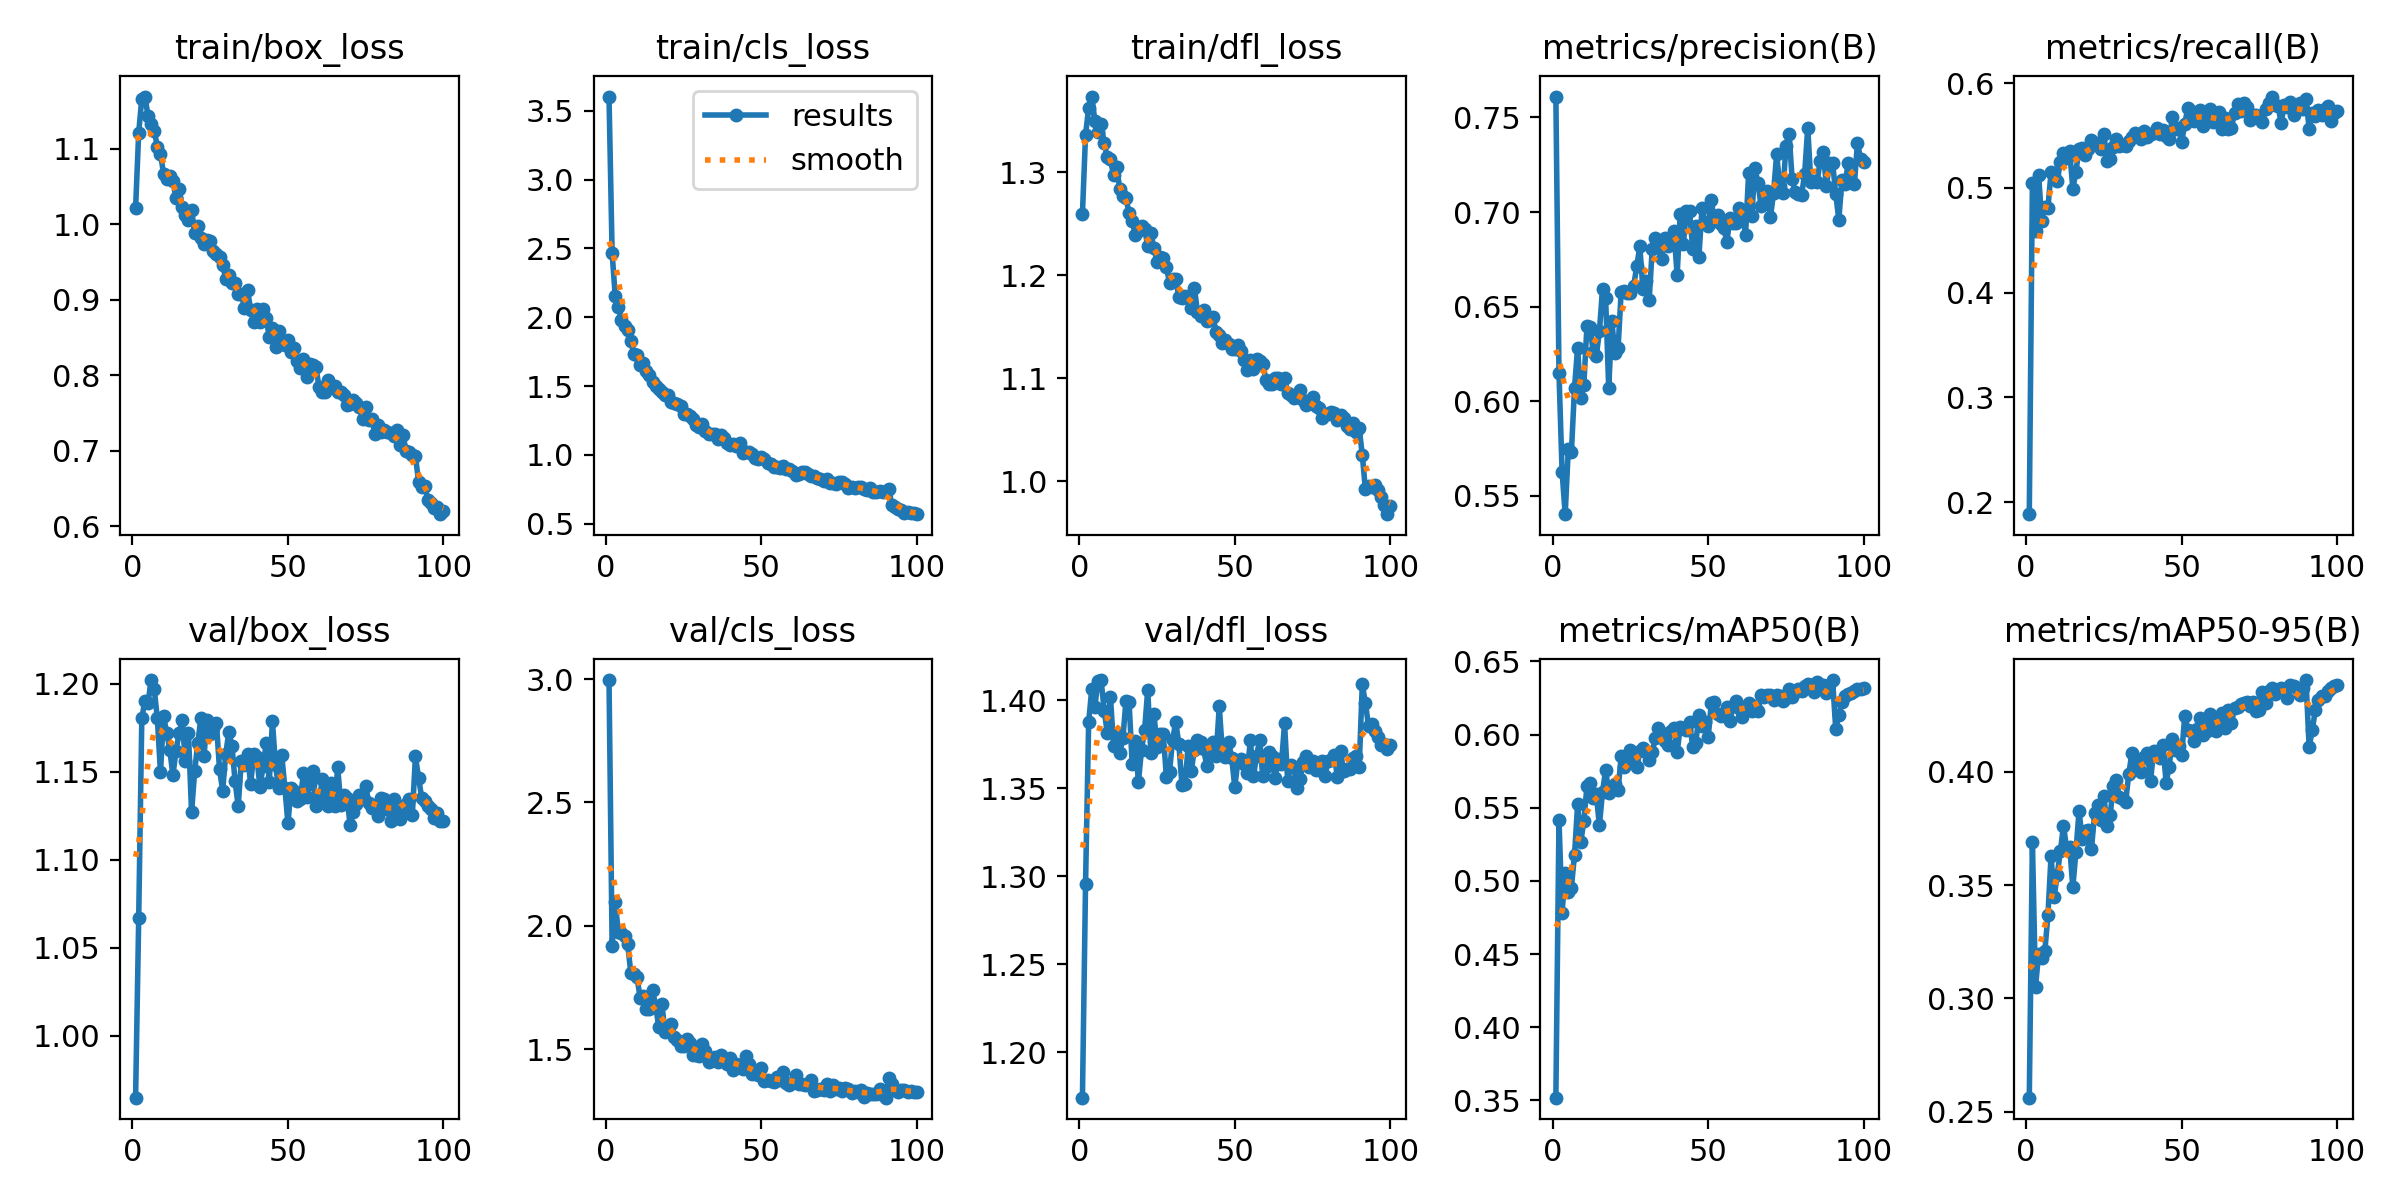 train/box_loss
train/cls_loss
train/dfl_loss
metrics/precision(B)
metrics/recall(B)
1.1
1.0
0.9
0.8
0.7
0.6
0 50 100
results
smooth
3.5
3.0
2.5
2.0
1.5
1.0
0.5
0 50 100
1.3
1.2
1.1
1.0
0 50 100
0.75
0.70
0.65
0.60
0.55
0 50 100
0.6
0.5
0.4
0.3
0.2
0 50 100
val/box_loss
val/cls_loss
val/dfl_loss
metrics/mAP50(B)
metrics/mAP50-95(B)
1.20
1.15
1.10
1.05
1.00
0 50 100
3.0
2.5
2.0
1.5
0 50 100
1.40
1.35
1.30
1.25
1.20
0 50 100
0.65
0.60
0.55
0.50
0.45
0.40
0.35
0 50 100
0.40
0.35
0.30
0.25
0 50 100